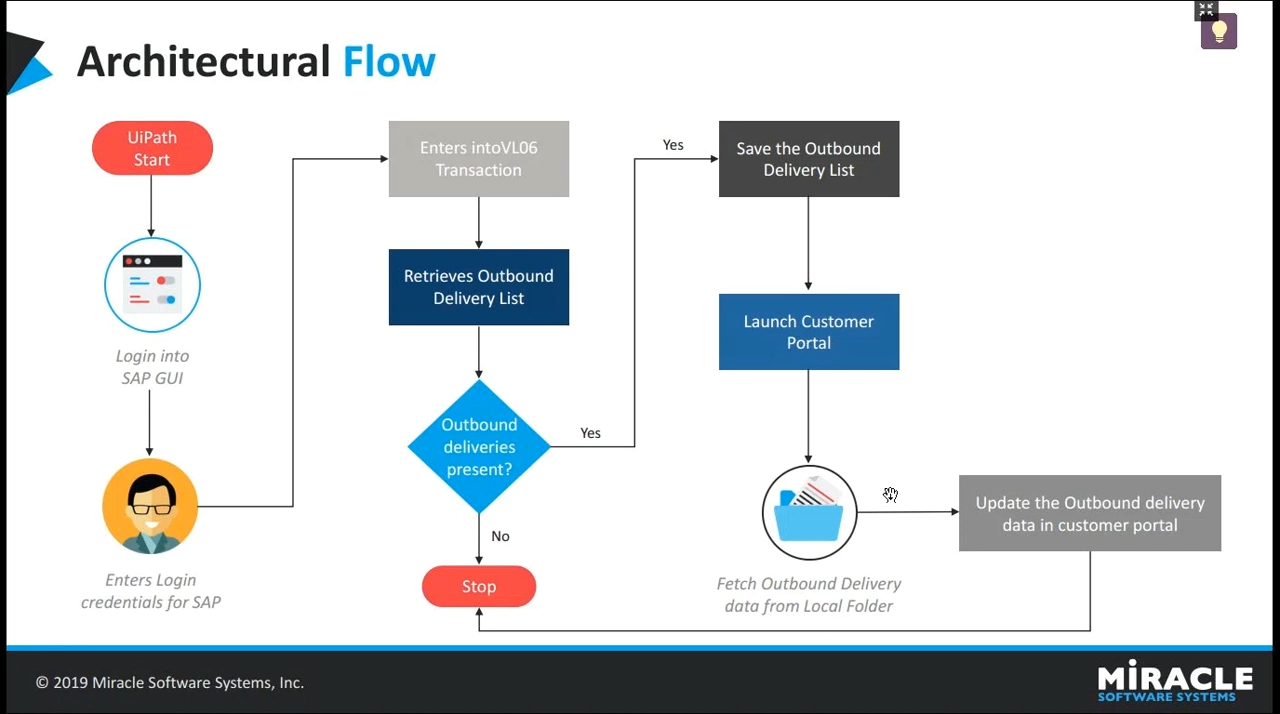 Architectural Flow
UiPath
Start
Login into
SAP GUI
Enters Login
credentials for SAP
Enters intoVL06
Transaction
Retrieves Outbound
Delivery List
Outbound
deliveries
present?
Yes
No
Stop
Yes
Save the Outbound
Delivery List
Launch Customer
Portal
Fetch Outbound Delivery
data from Local Folder
Update the Outbound delivery
data in customer portal
© 2019 Miracle Software Systems, Inc.
MiRACLE
SOFTWARE SYSTEMS